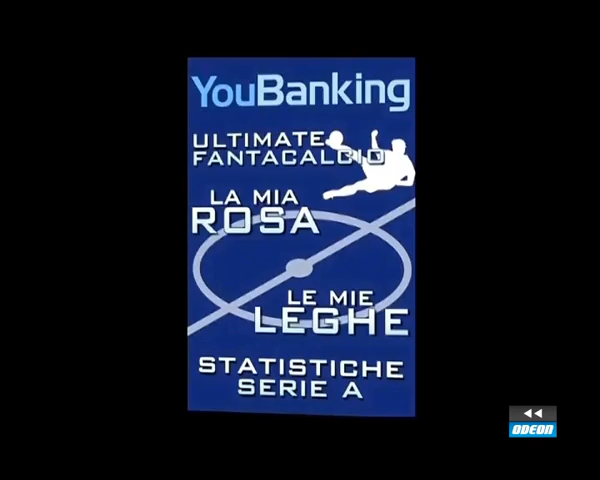 YouBanking
ULTIMATE
FANTACALCIO
LA MIA
ROSA
LE MIE
LEGHE
STATISTICHE
SERIE A
ODEON